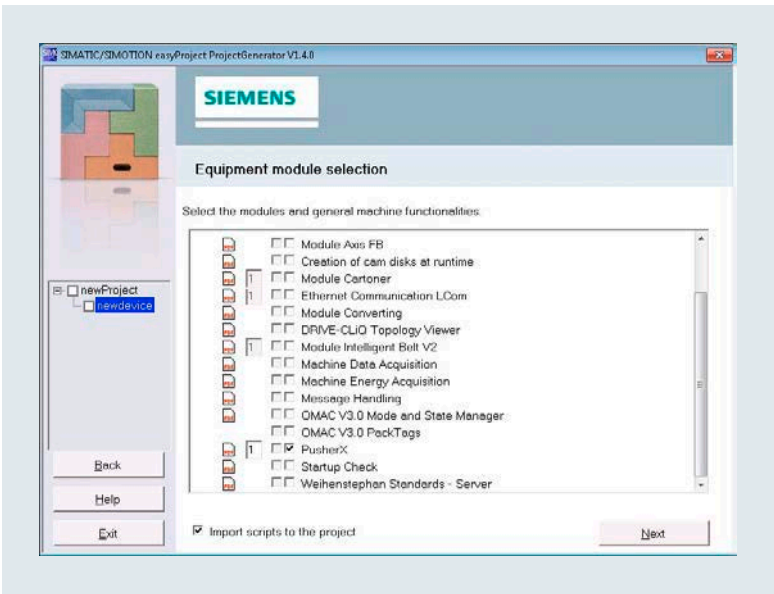 SIMATIC/SIMOTION easyProject ProjectGenerator V1.4.0
SIEMENS
Equipment module selection
Select the modules and general machine functionalities.
Module Axis FB
Creation of cam disks at runtime
1 Module Cartoner
1 Ethernet Communication LCom
Module Converting
DRIVE-CLiQ Topology Viewer
1 Module Intelligent Belt V2
Machine Data Acquisition
Machine Energy Acquisition
Message Handling
OMAC V3.0 Mode and State Manager
OMAC V3.0 PackTags
1 PusherX
Startup Check
Weihenstephan Standards - Server
newProject
newdevice
Back
Help
Exit
Import scripts to the project
Next